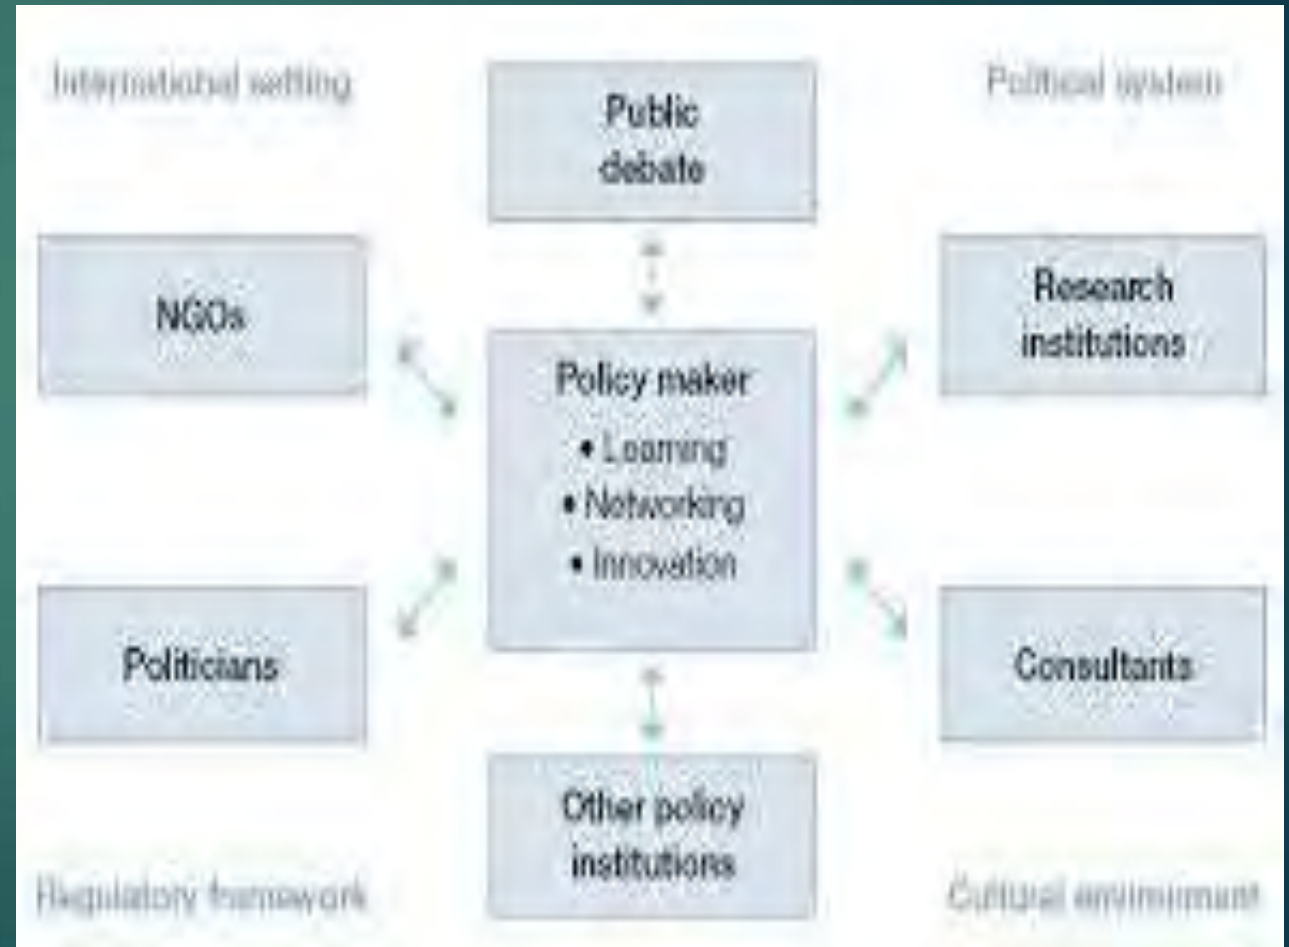 International setting
Public
debate
Political system
NGOs
Research
institutions
Policy maker
• Learning
• Networking
• Innovation
Politicians
Consultants
Other policy
institutions
Regulatory framework
Cultural environment